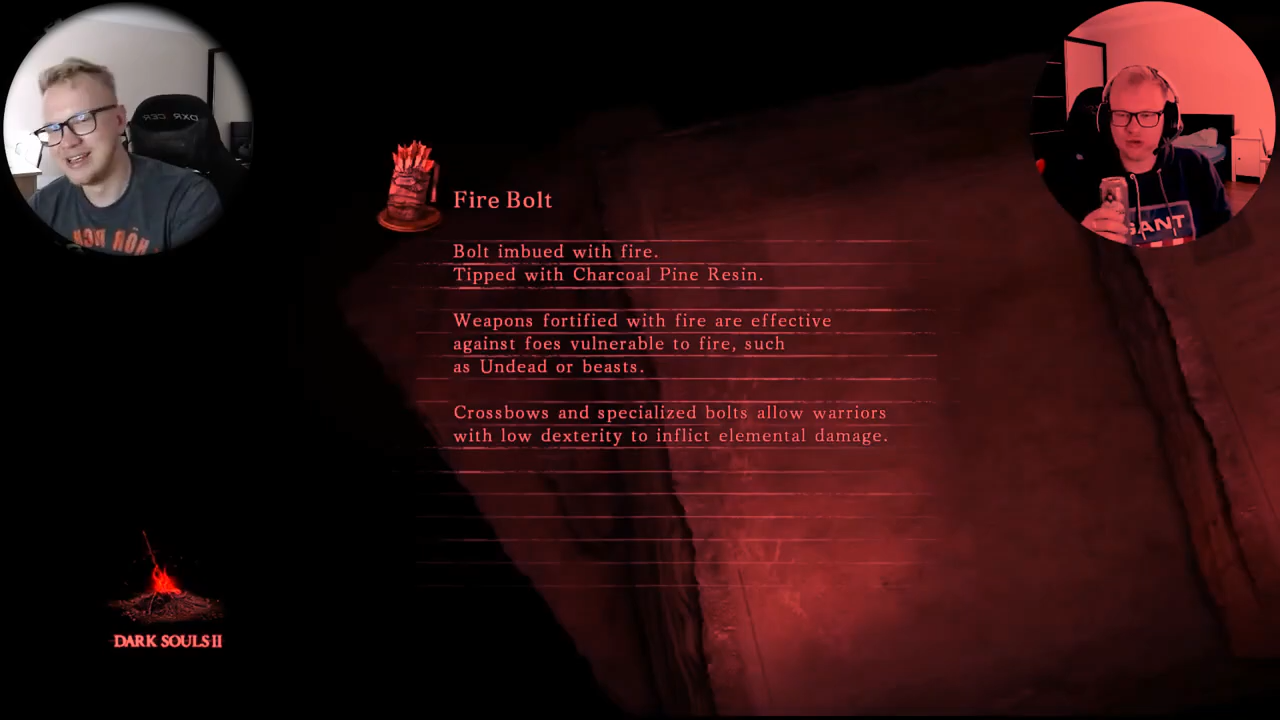 Fire Bolt
Bolt imbued with fire.
Tipped with Charcoal Pine Resin.
Weapons fortified with fire are effective
against foes vulnerable to fire, such
as Undead or beasts.
Crossbows and specialized bolts allow warriors
with low dexterity to inflict elemental damage.
DARK SOULS II
GANT